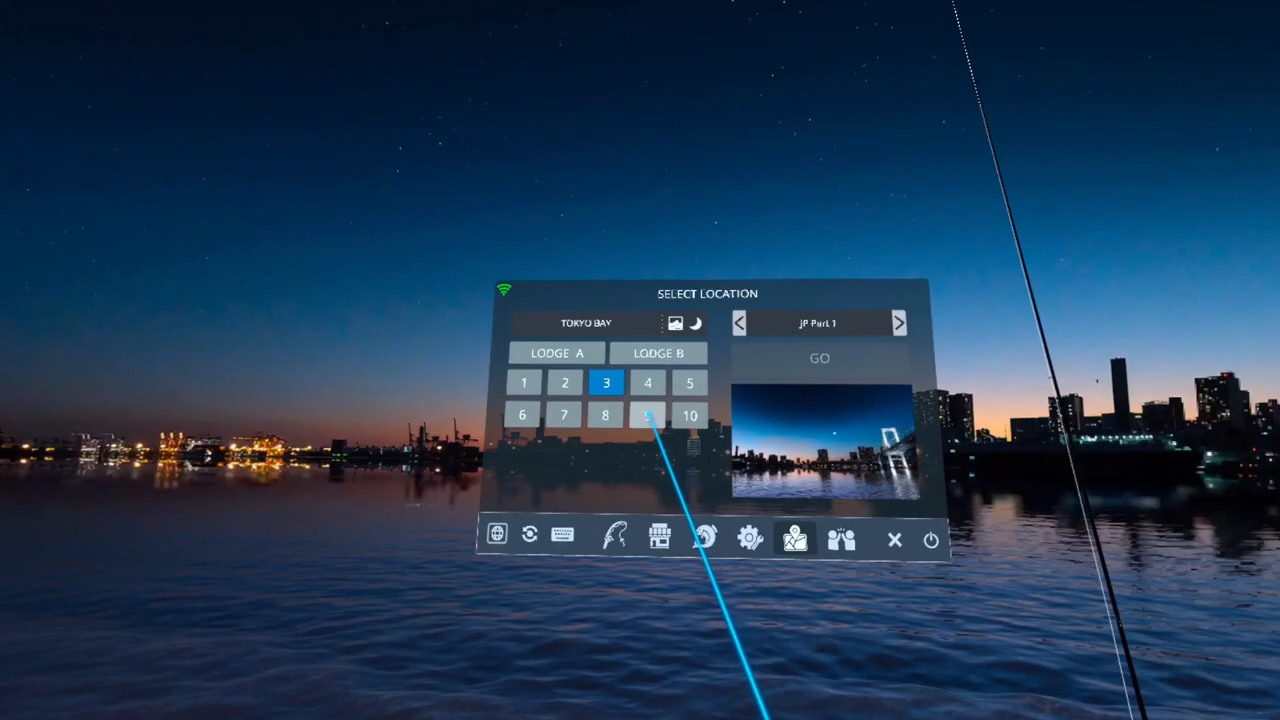 SELECT LOCATION
TOKYO BAY
JP Part 1
LODGE A
LODGE B
GO
1 2 3 4 5
6 7 8 9 10